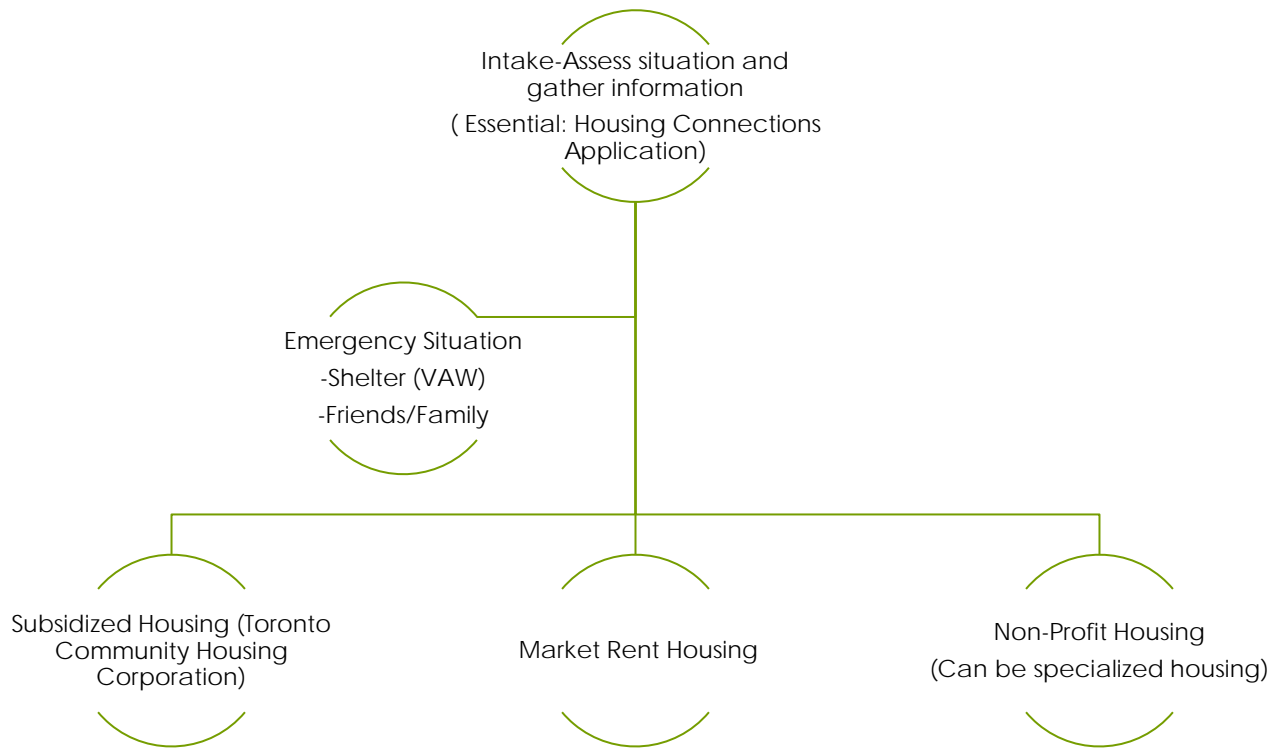 Intake-Assess situation and
gather information
( Essential: Housing Connections
Application)
Emergency Situation
-Shelter (VAW)
-Friends/Family
Subsidized Housing (Toronto
Community Housing
Corporation)
Market Rent Housing
Non-Profit Housing
(Can be specialized housing)